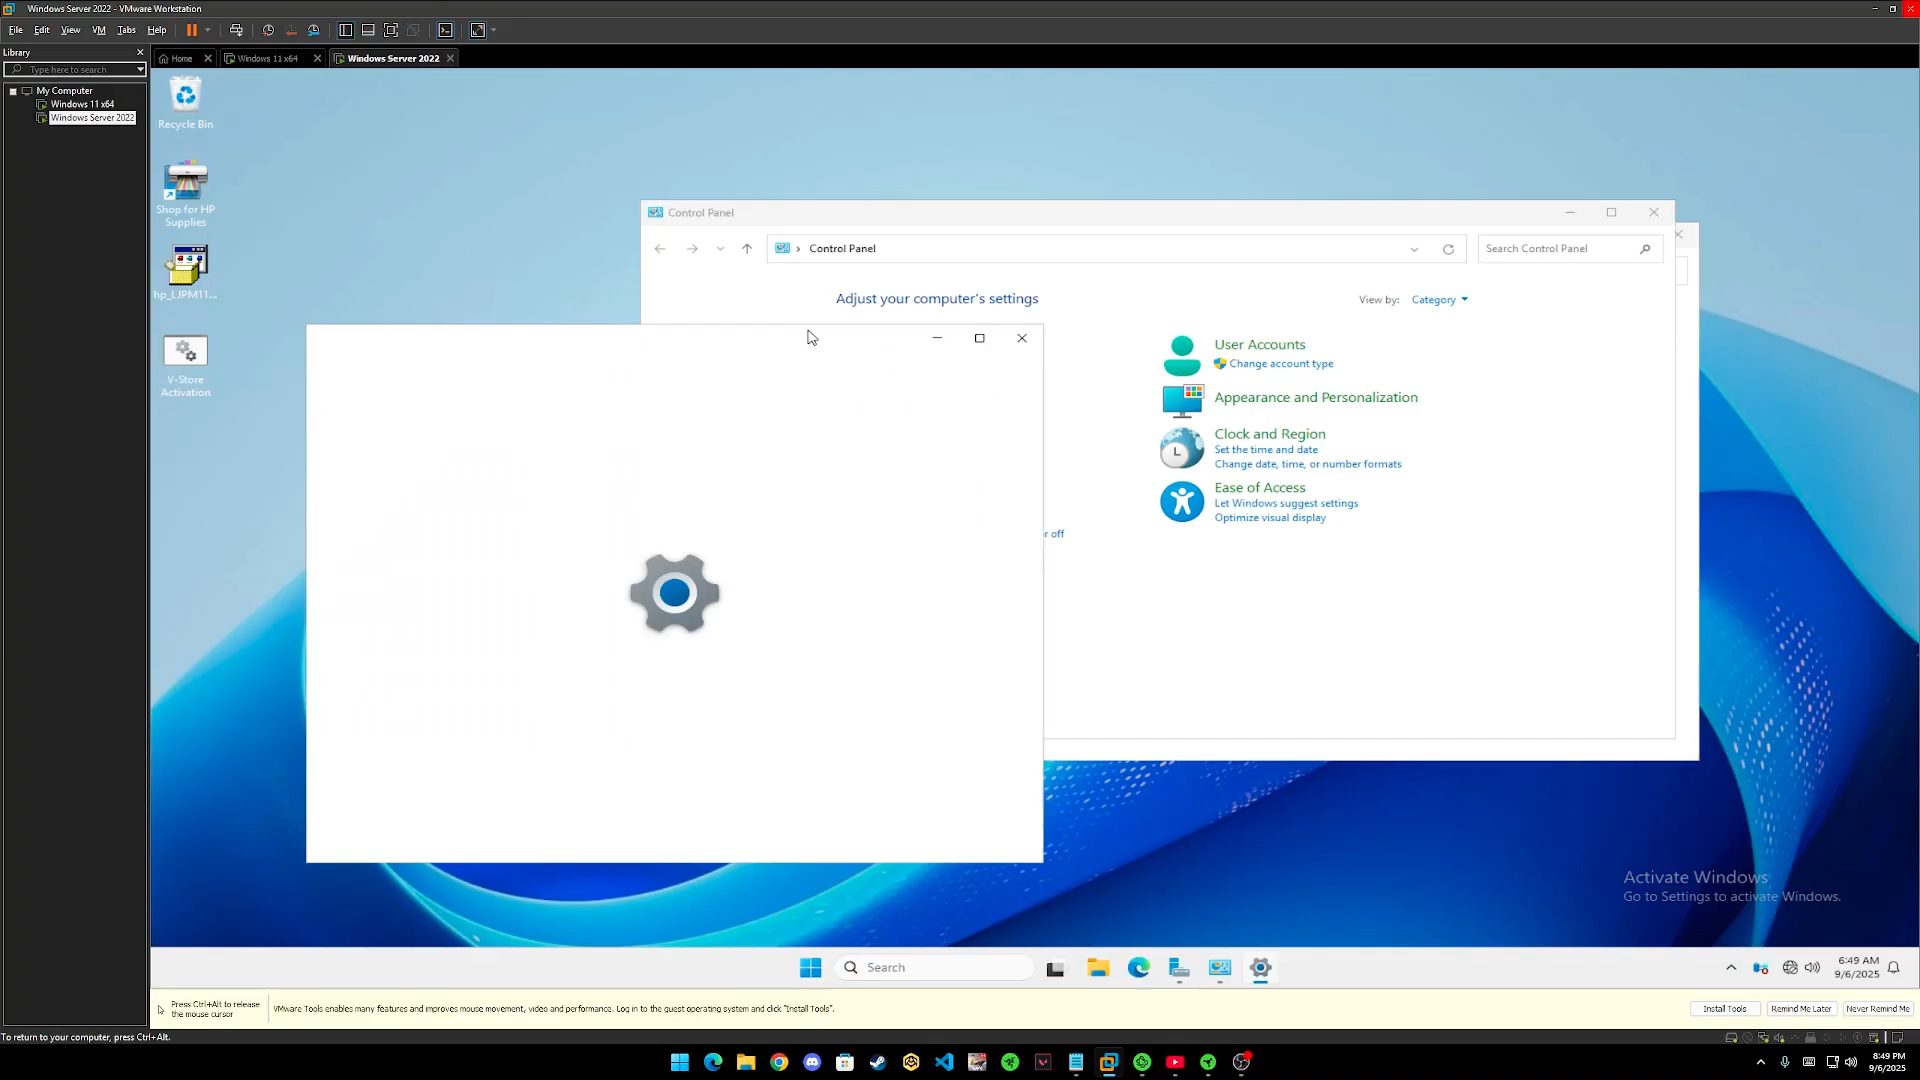 Windows Server 2022 - VMware Workstation
File Edit View VM Tabs Help
Library
Type here to search
My Computer
Windows 11 x64
Windows Server 2022
Home
Windows 11 x64
Windows Server 2022
Recycle Bin
Shop for HP
Supplies
hp_LJPM11...
V-Store
Activation
Control Panel
Control Panel
Search Control Panel
Adjust your computer's settings
View by: Category
User Accounts
Change account type
Appearance and Personalization
Clock and Region
Set the time and date
Change date, time, or number formats
Ease of Access
Let Windows suggest settings
Optimize visual display
r off
Activate Windows
Go to Settings to activate Windows.
Search
6:49 AM
9/6/2025
Press Ctrl+Alt to release
the mouse cursor
VMware Tools enables many features and improves mouse movement, video and performance. Log in to the guest operating system and click "Install Tools".
Install Tools
Remind Me Later
Never Remind Me
To return to your computer, press Ctrl+Alt.
8:49 PM
9/6/2025